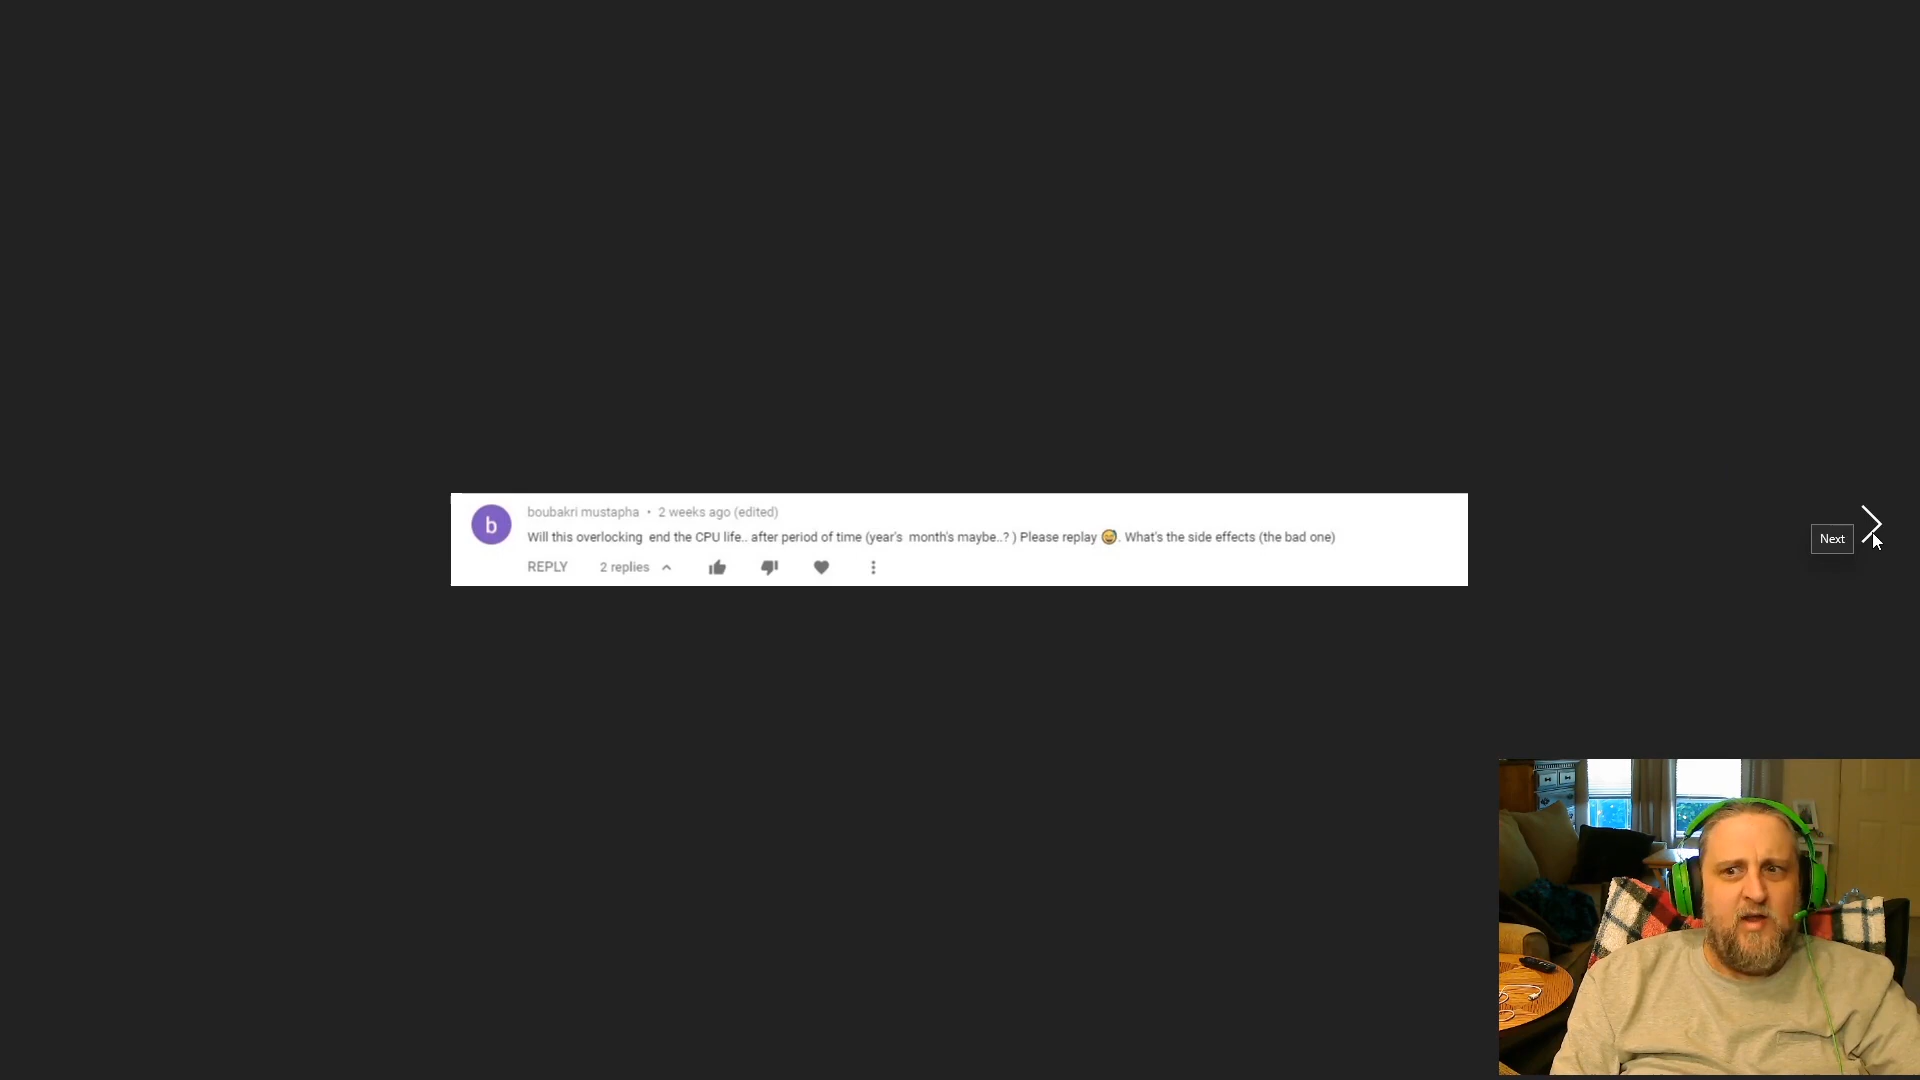 b
boubakri mustapha • 2 weeks ago (edited)
Will this overlocking end the CPU life.. after period of time (year's month's maybe..? ) Please replay 😅. What's the side effects (the bad one)
REPLY 2 replies
Next